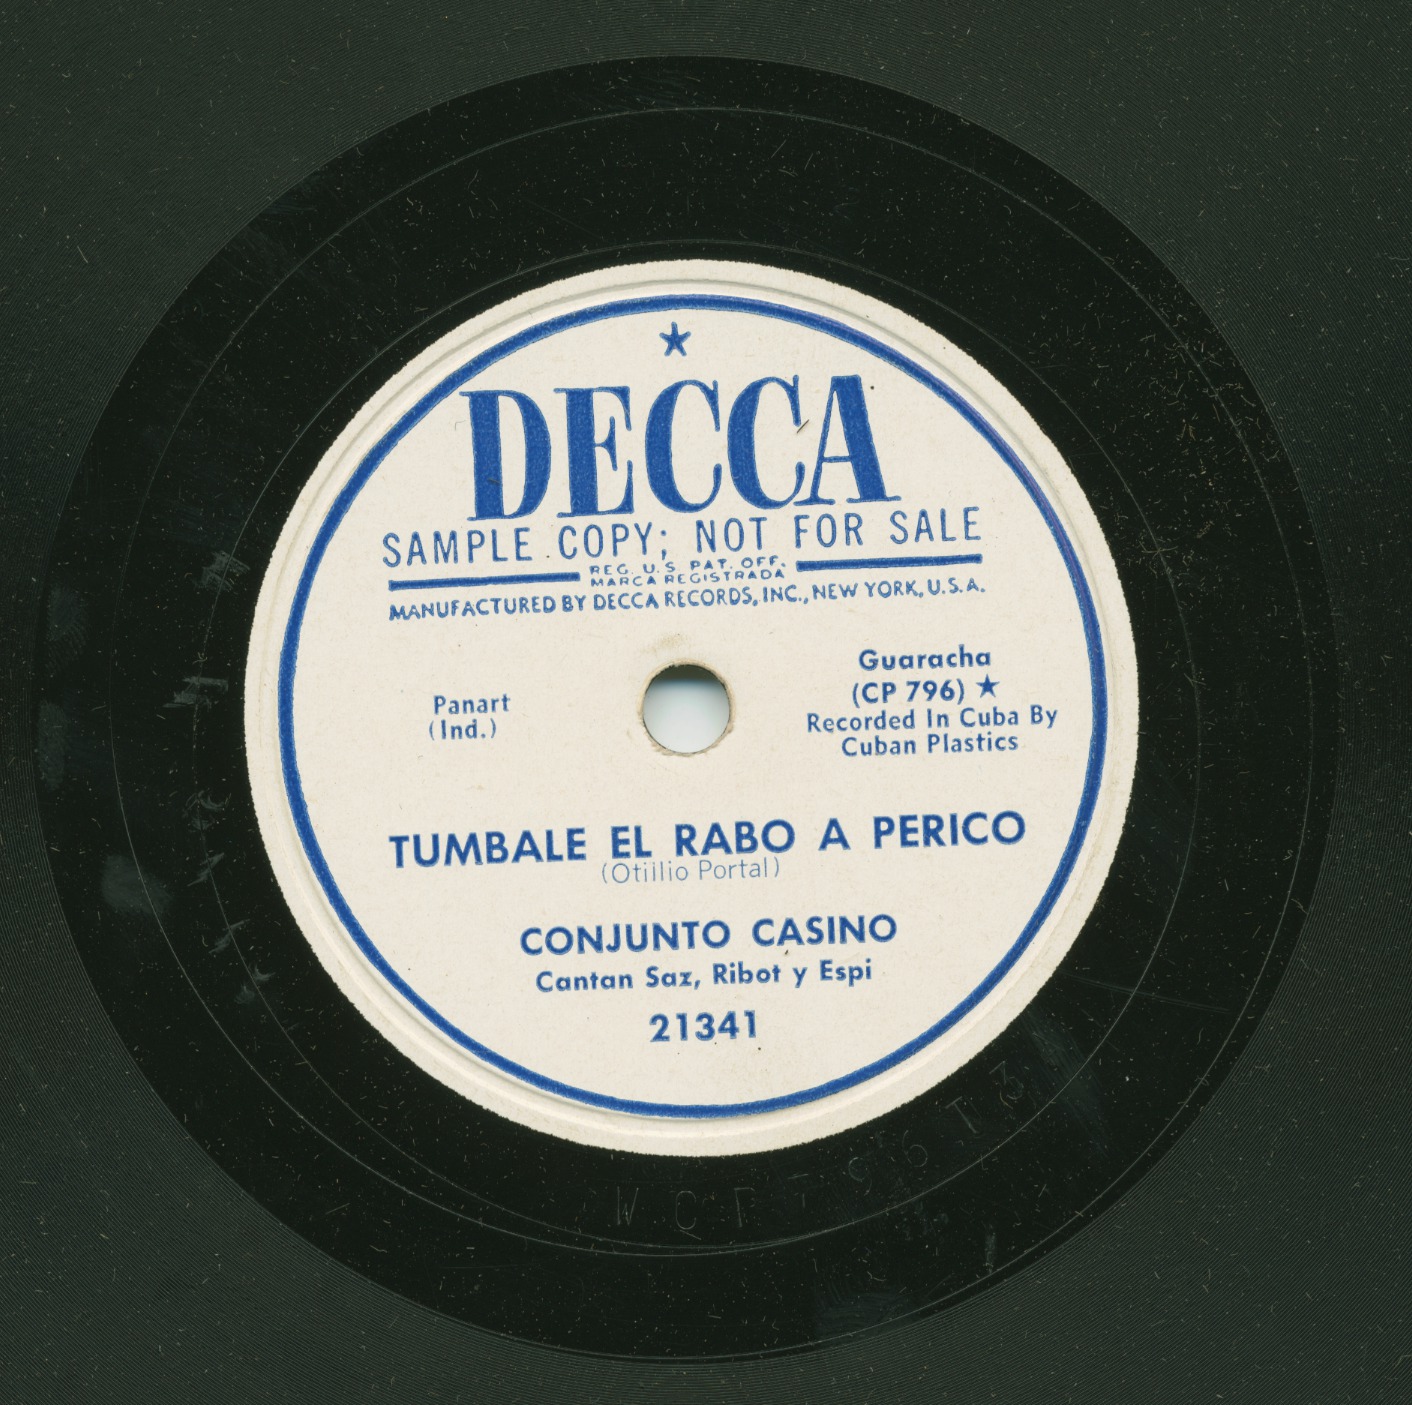 DECCA
SAMPLE COPY; NOT FOR SALE
REG. U.S. PAT. OFF.
MARCA REGISTRADA
MANUFACTURED BY DECCA RECORDS, INC., NEW YORK, U.S.A.
Panart
(Ind.)
Guaracha
(CP 796) ★
Recorded In Cuba By
Cuban Plastics
TUMBALE EL RABO A PERICO
(Otillio Portal)
CONJUNTO CASINO
Cantan Saz, Ribot y Espi
21341